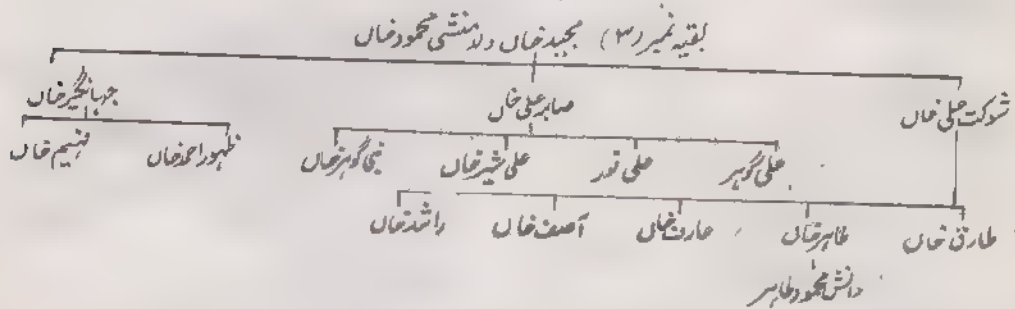 بقیہ نمبر (۳) مجید خاں ولد منشی محمود خاں
شوکت علی خاں صابر علی خاں جہانگیر خاں
علی گوہر علی نور علی شیر خاں نبی گوہر خاں ظہور احمد خاں فہیم خاں
طارق خاں طاہر خاں عارف خاں آصف خاں راشد خاں
دانش محمود طاہر